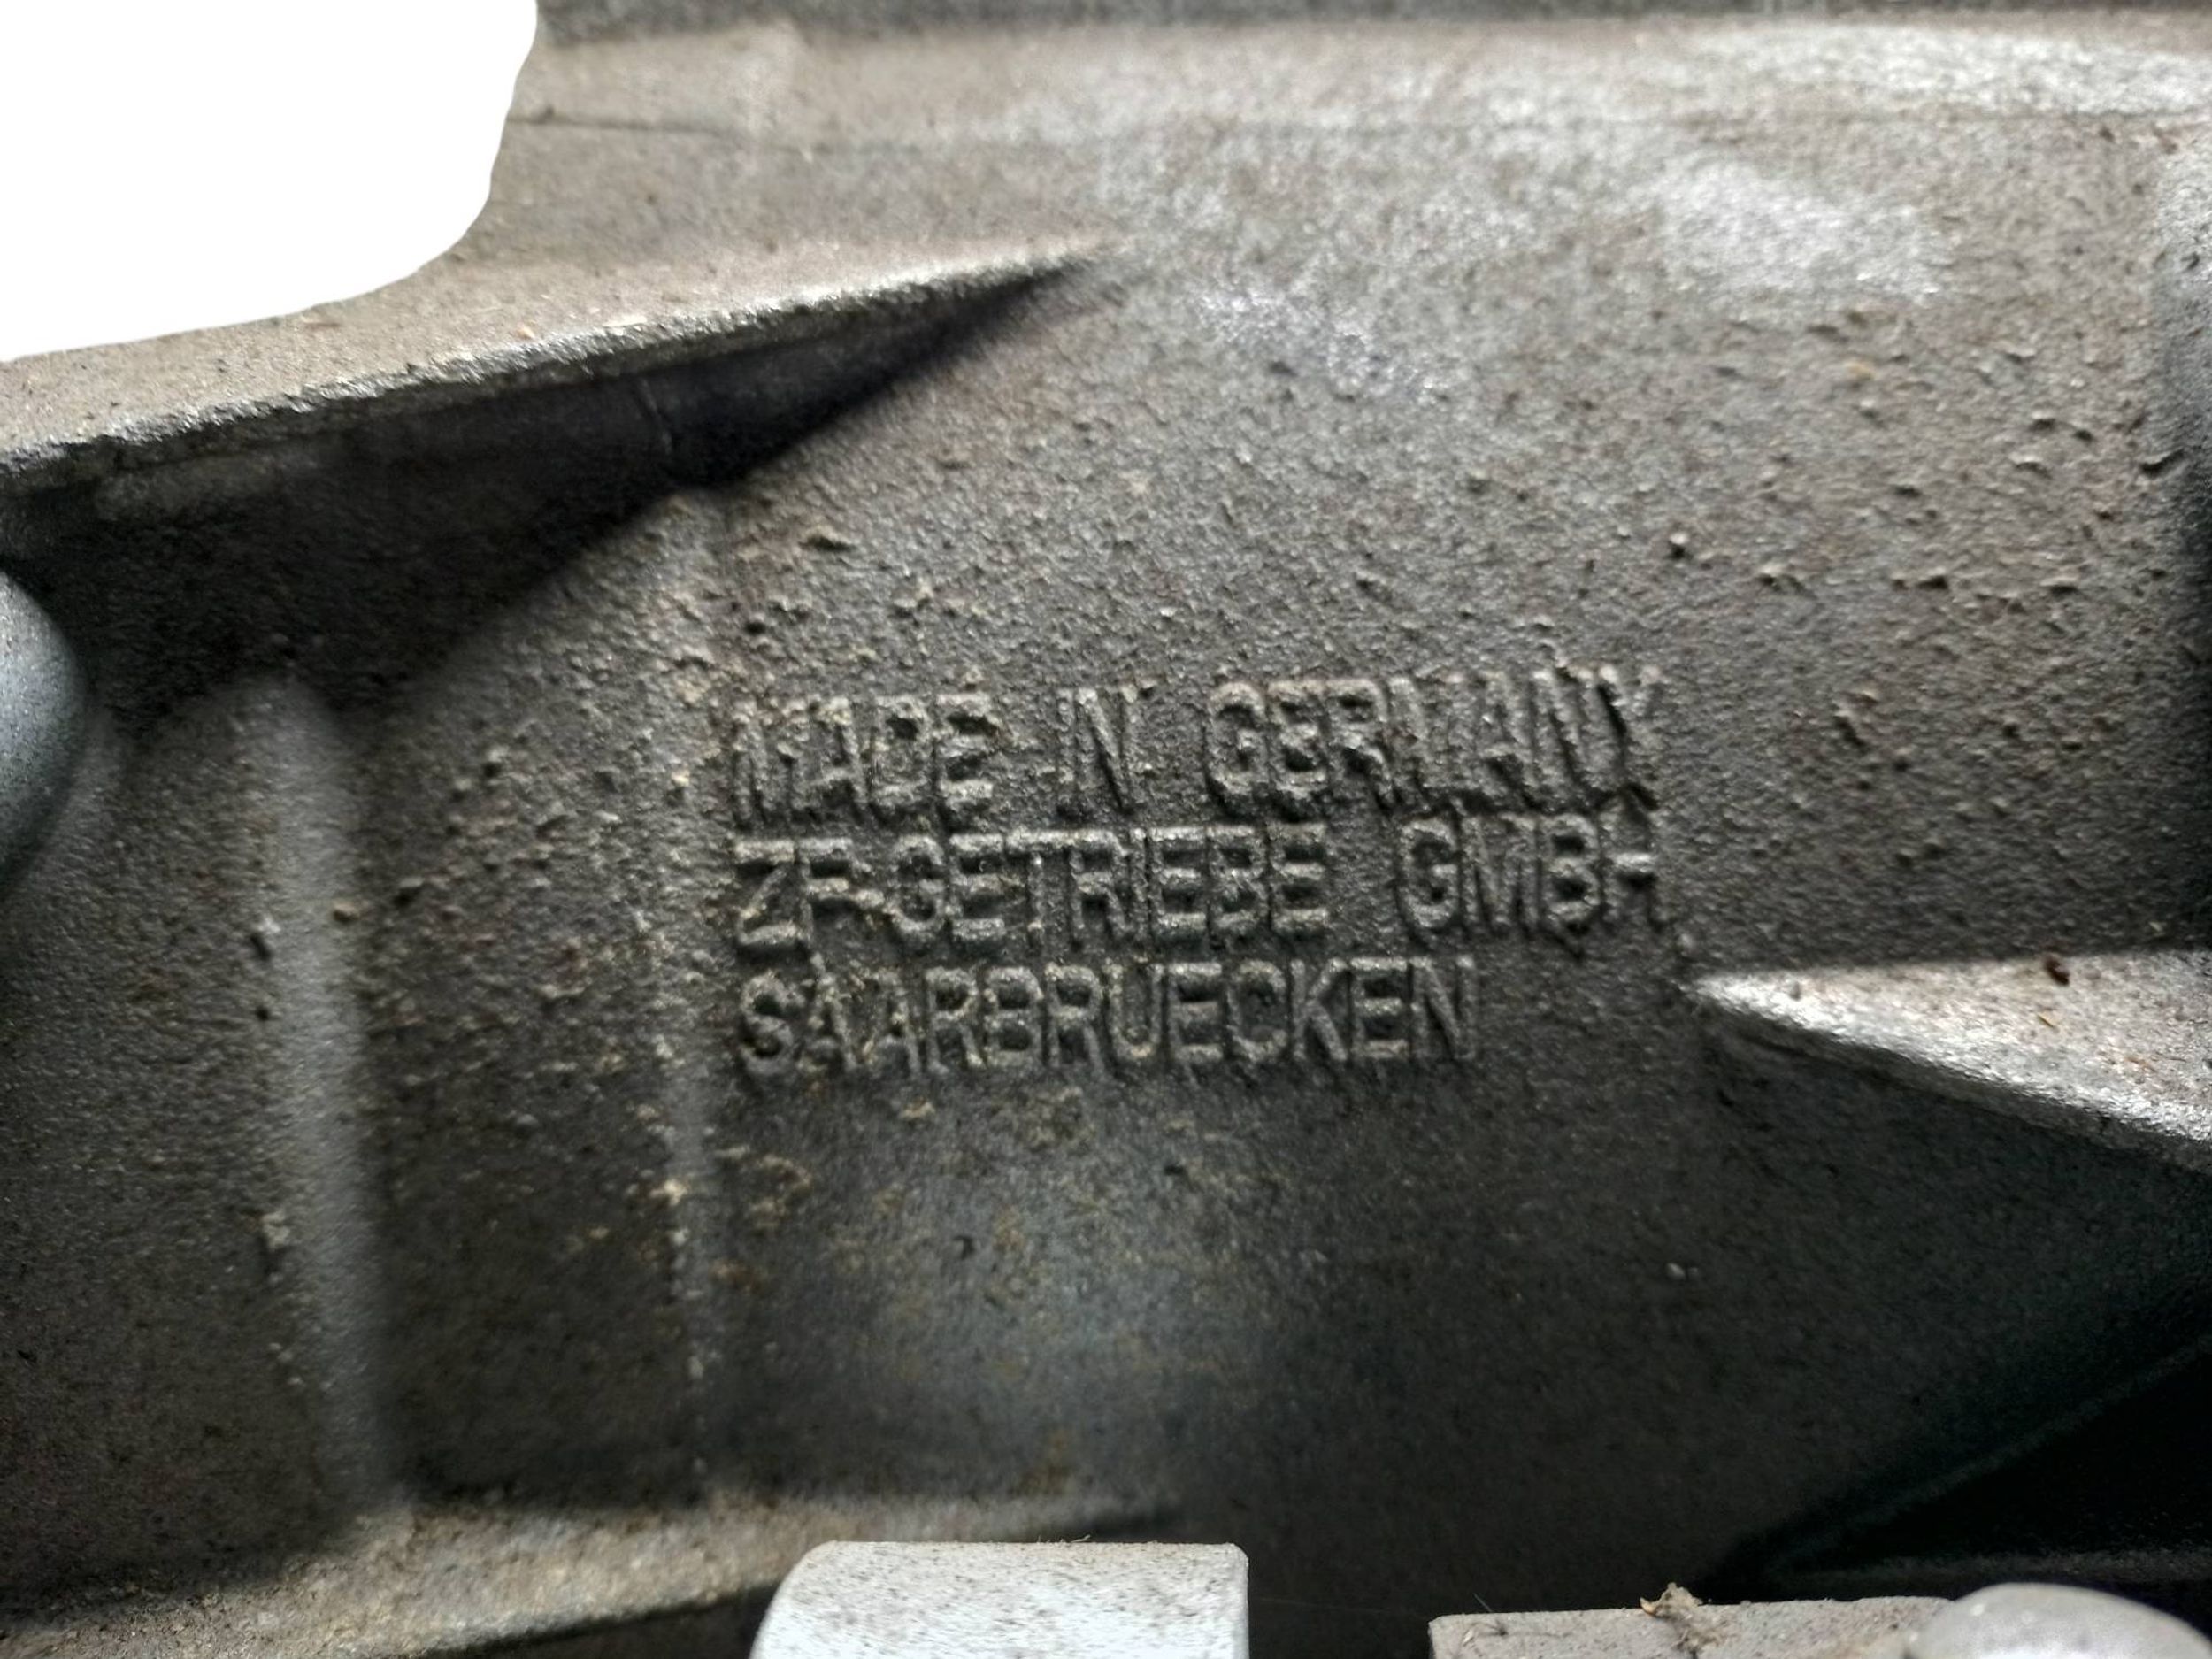 MADE IN GERMANY
ZF-GETRIEBE GMBH
SAARBRUECKEN